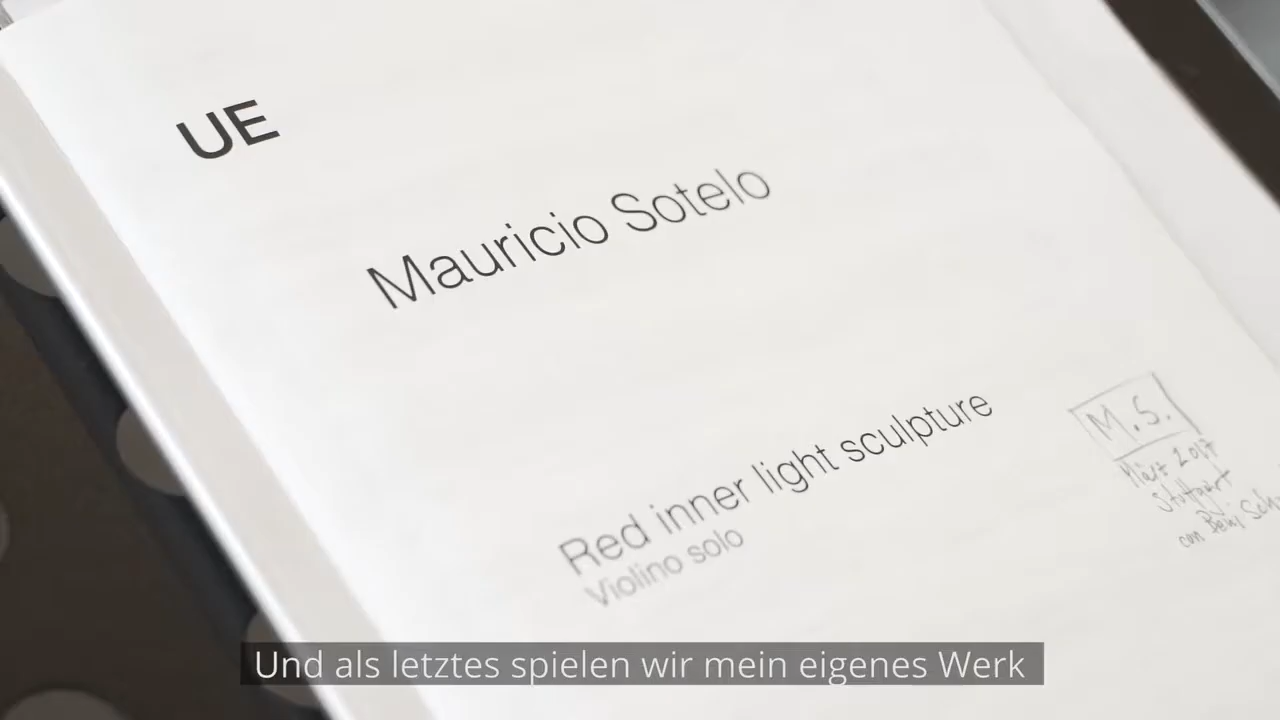 UE
Mauricio Sotelo
Red inner light sculpture
Violino solo
M.S.
März 2017
Stuttgart
con
Und als letztes spielen wir mein eigenes Werk